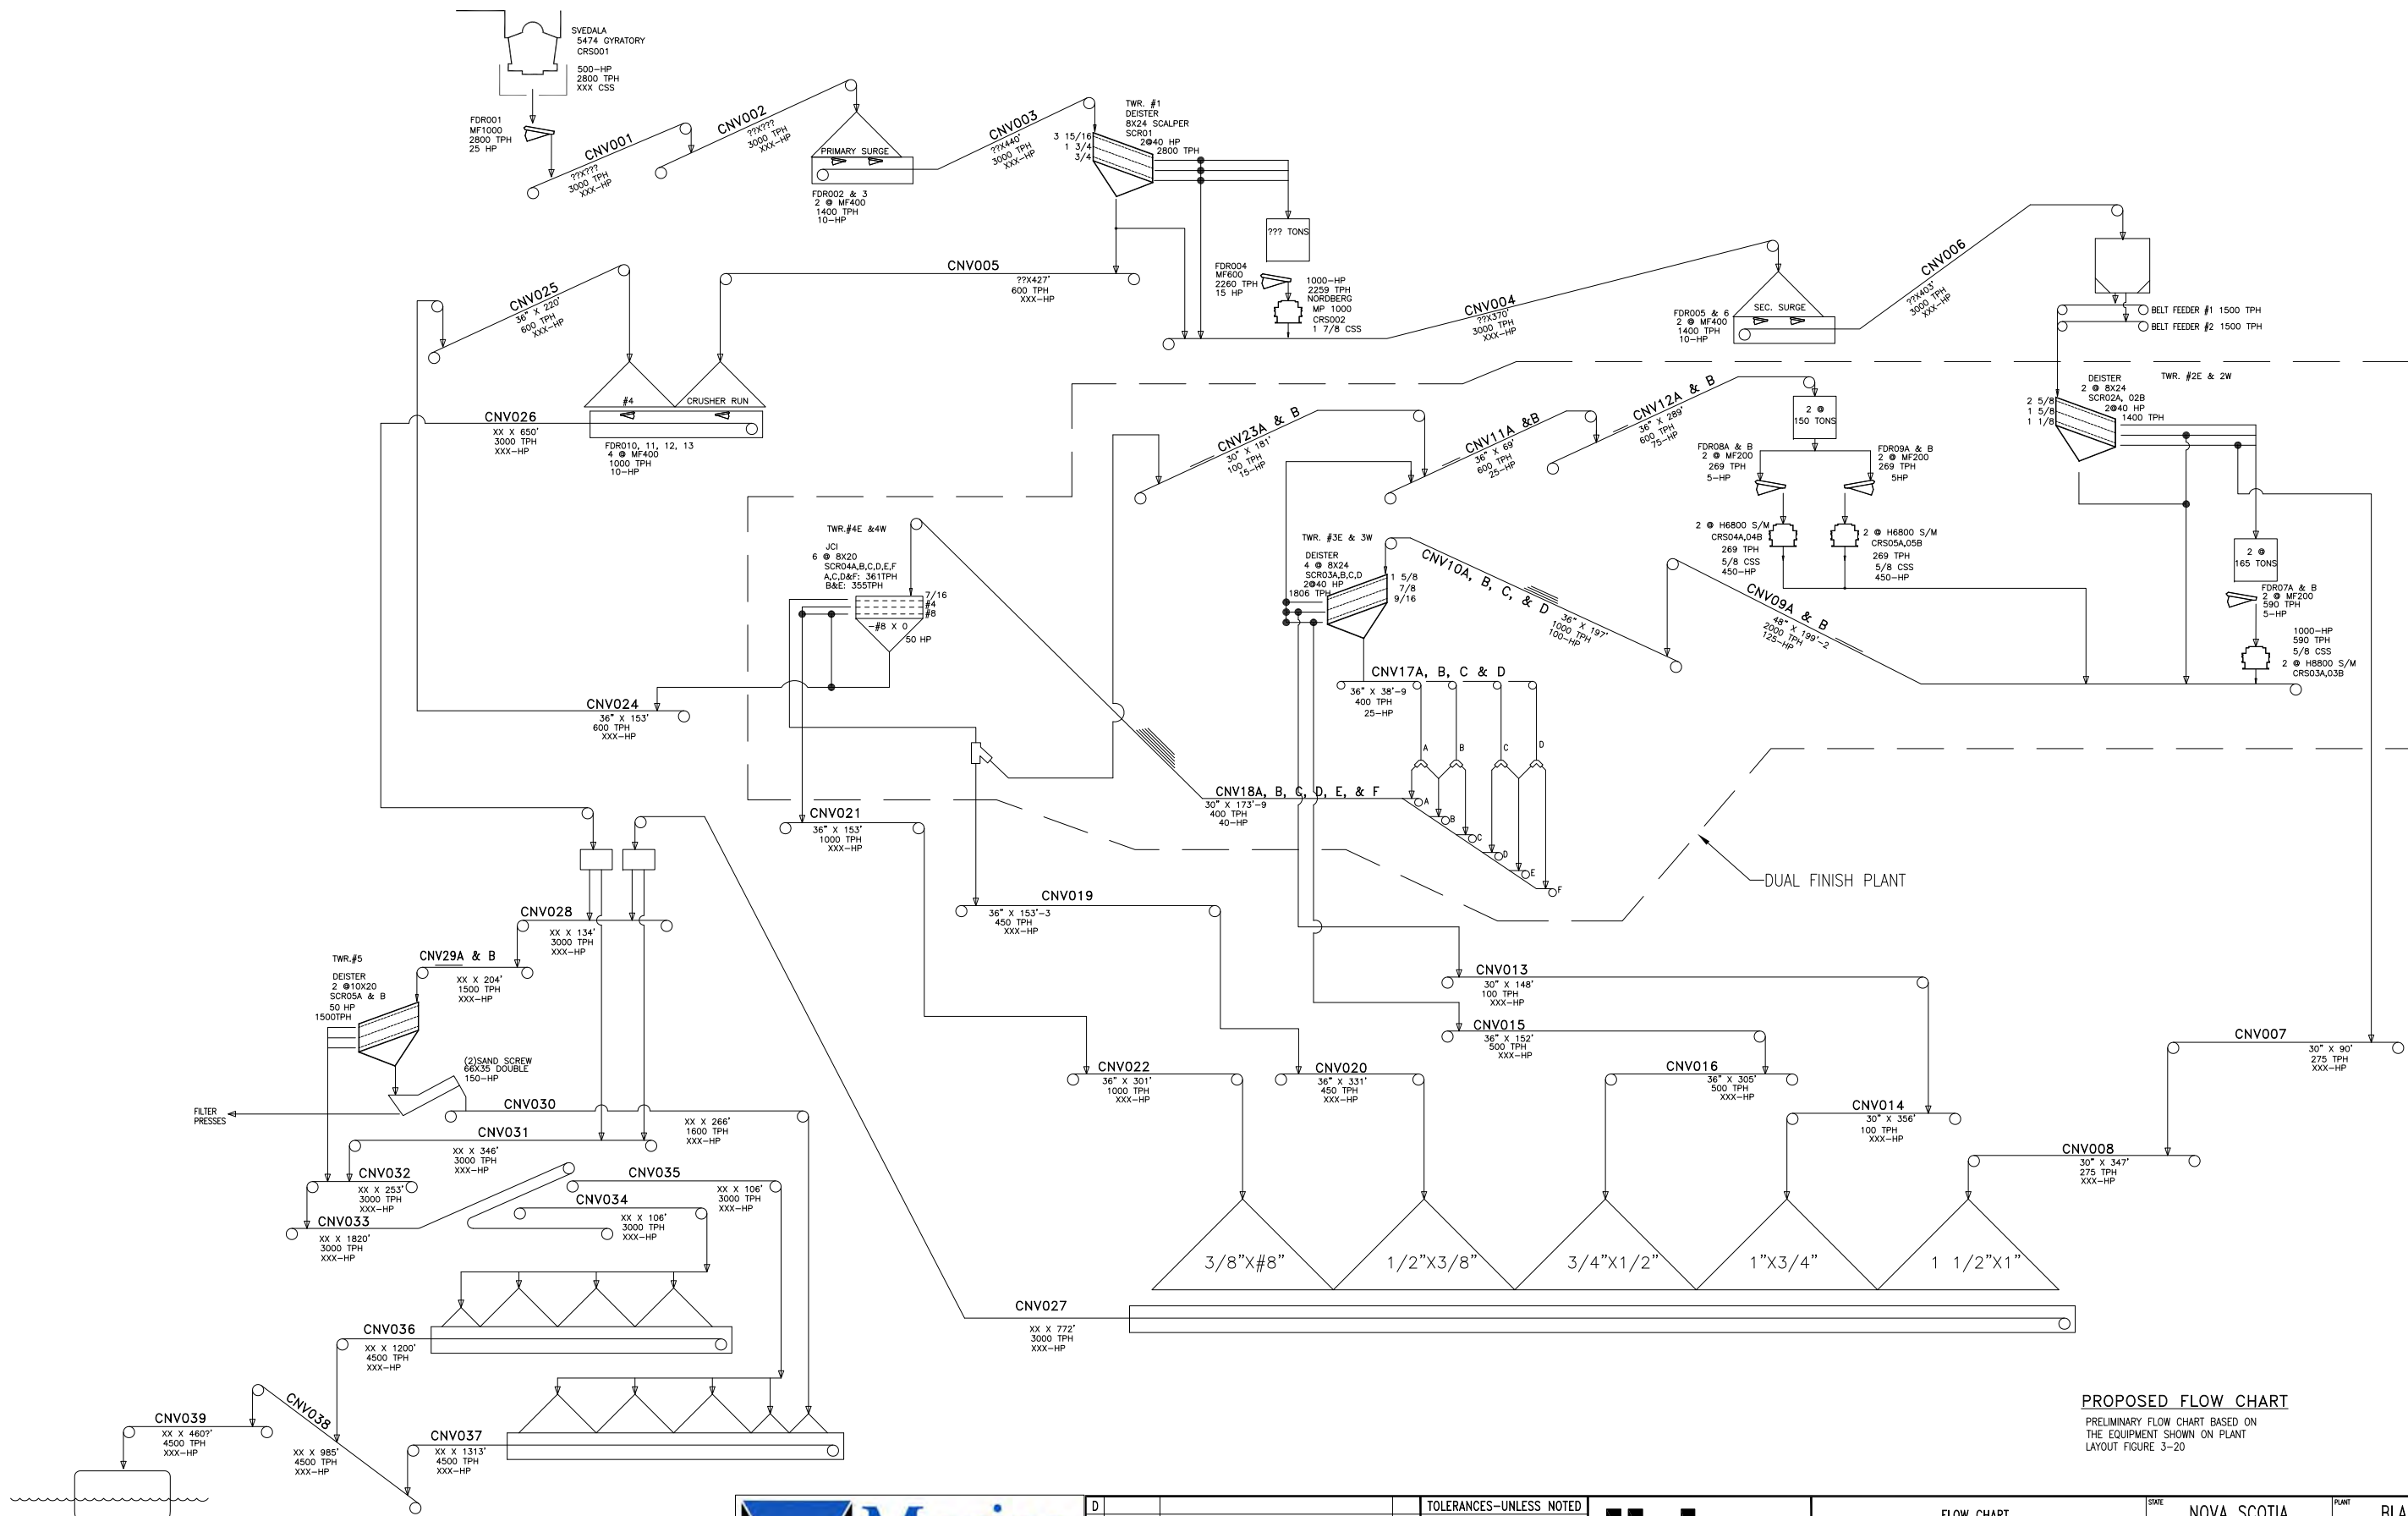 SVEDALA
5474 GYRATORY
CRS001
500-HP
2800 TPH
XXX CSS
FDR001
MF1000
2800 TPH
25 HP
CNV001
??X???
3000 TPH
XXX-HP
CNV002
??X???
3000 TPH
XXX-HP
PRIMARY SURGE
FDR002 & 3
2 @ MF400
1400 TPH
10-HP
CNV003
??X440'
3000 TPH
XXX-HP
TWR. #1
DEISTER
8X24 SCALPER
SCR01
2@40 HP
2800 TPH
3 15/16
1 3/4
3/4
??? TONS
FDR004
MF600
2260 TPH
15 HP
1000-HP
2259 TPH
NORDBERG
MP 1000
CRS002
1 7/8 CSS
CNV004
??X370'
3000 TPH
XXX-HP
SEC. SURGE
FDR005 & 6
2 @ MF400
1400 TPH
10-HP
CNV006
??X403'
3000 TPH
XXX-HP
BELT FEEDER #1 1500 TPH
BELT FEEDER #2 1500 TPH
CNV005
??X427'
600 TPH
XXX-HP
CNV025
36" X 220'
600 TPH
XXX-HP
#4
CRUSHER RUN
CNV026
XX X 650'
3000 TPH
XXX-HP
FDR010, 11, 12, 13
4 @ MF400
1000 TPH
10-HP
CNV23A & B
30" X 181'
100 TPH
15-HP
CNV11A &B
36" X 69'
600 TPH
25-HP
CNV12A & B
36" X 289'
600 TPH
75-HP
2 @
150 TONS
FDR08A & B
2 @ MF200
269 TPH
5-HP
FDR09A & B
2 @ MF200
269 TPH
5HP
2 @ H6800 S/M
CRS04A,04B
269 TPH
5/8 CSS
450-HP
2 @ H6800 S/M
CRS05A,05B
269 TPH
5/8 CSS
450-HP
DEISTER
2 @ 8X24
SCR02A, 02B
2@40 HP
1400 TPH
TWR. #2E & 2W
2 5/8
1 5/8
1 1/8
2 @
165 TONS
FDR07A & B
2 @ MF200
590 TPH
5-HP
1000-HP
590 TPH
5/8 CSS
2 @ H8800 S/M
CRS03A,03B
TWR.#4E &4W
JCI
6 @ 8X20
SCR04A,B,C,D,E,F
A,C,D&F: 361TPH
B&E: 355TPH
7/16
#4
#8
-#8 X 0
50 HP
TWR. #3E & 3W
DEISTER
4 @ 8X24
SCR03A,B,C,D
2@40 HP
1806 TPH
1 5/8
7/8
9/16
CNV10A, B, C, & D
36" X 197'
1000 TPH
100-HP
CNV09A & B
48" X 199'-2
2000 TPH
125-HP
CNV17A, B, C & D
36" X 38'-9
400 TPH
25-HP
A
B
C
D
CNV024
36" X 153'
600 TPH
XXX-HP
CNV18A, B, C, D, E, & F
30" X 173'-9
400 TPH
40-HP
A
B
C
D
E
F
CNV021
36" X 153'
1000 TPH
XXX-HP
DUAL FINISH PLANT
CNV019
36" X 153'-3
450 TPH
XXX-HP
CNV028
XX X 134'
3000 TPH
XXX-HP
CNV29A & B
XX X 204'
1500 TPH
XXX-HP
TWR.#5
DEISTER
2 @10X20
SCR05A & B
50 HP
1500TPH
(2)SAND SCREW
66X35 DOUBLE
150-HP
FILTER
PRESSES
CNV013
30" X 148'
100 TPH
XXX-HP
CNV015
36" X 152'
500 TPH
XXX-HP
CNV007
30" X 90'
275 TPH
XXX-HP
CNV022
36" X 301'
1000 TPH
XXX-HP
CNV020
36" X 331'
450 TPH
XXX-HP
CNV016
36" X 305'
500 TPH
XXX-HP
CNV014
30" X 356'
100 TPH
XXX-HP
CNV008
30" X 347'
275 TPH
XXX-HP
CNV030
XX X 266'
1600 TPH
XXX-HP
CNV031
XX X 346'
3000 TPH
XXX-HP
CNV032
XX X 253'
3000 TPH
XXX-HP
CNV035
XX X 106'
3000 TPH
XXX-HP
CNV034
XX X 106'
3000 TPH
XXX-HP
CNV033
XX X 1820'
3000 TPH
XXX-HP
3/8"X#8"
1/2"X3/8"
3/4"X1/2"
1"X3/4"
1 1/2"X1"
CNV027
XX X 772'
3000 TPH
XXX-HP
CNV036
XX X 1200'
4500 TPH
XXX-HP
CNV039
XX X 460?'
4500 TPH
XXX-HP
CNV038
XX X 985'
4500 TPH
XXX-HP
CNV037
XX X 1313'
4500 TPH
XXX-HP
PROPOSED FLOW CHART
PRELIMINARY FLOW CHART BASED ON
THE EQUIPMENT SHOWN ON PLANT
LAYOUT FIGURE 3-20
D
TOLERANCES-UNLESS NOTED
FLOW CHART
STATE
NOVA SCOTIA
PLANT